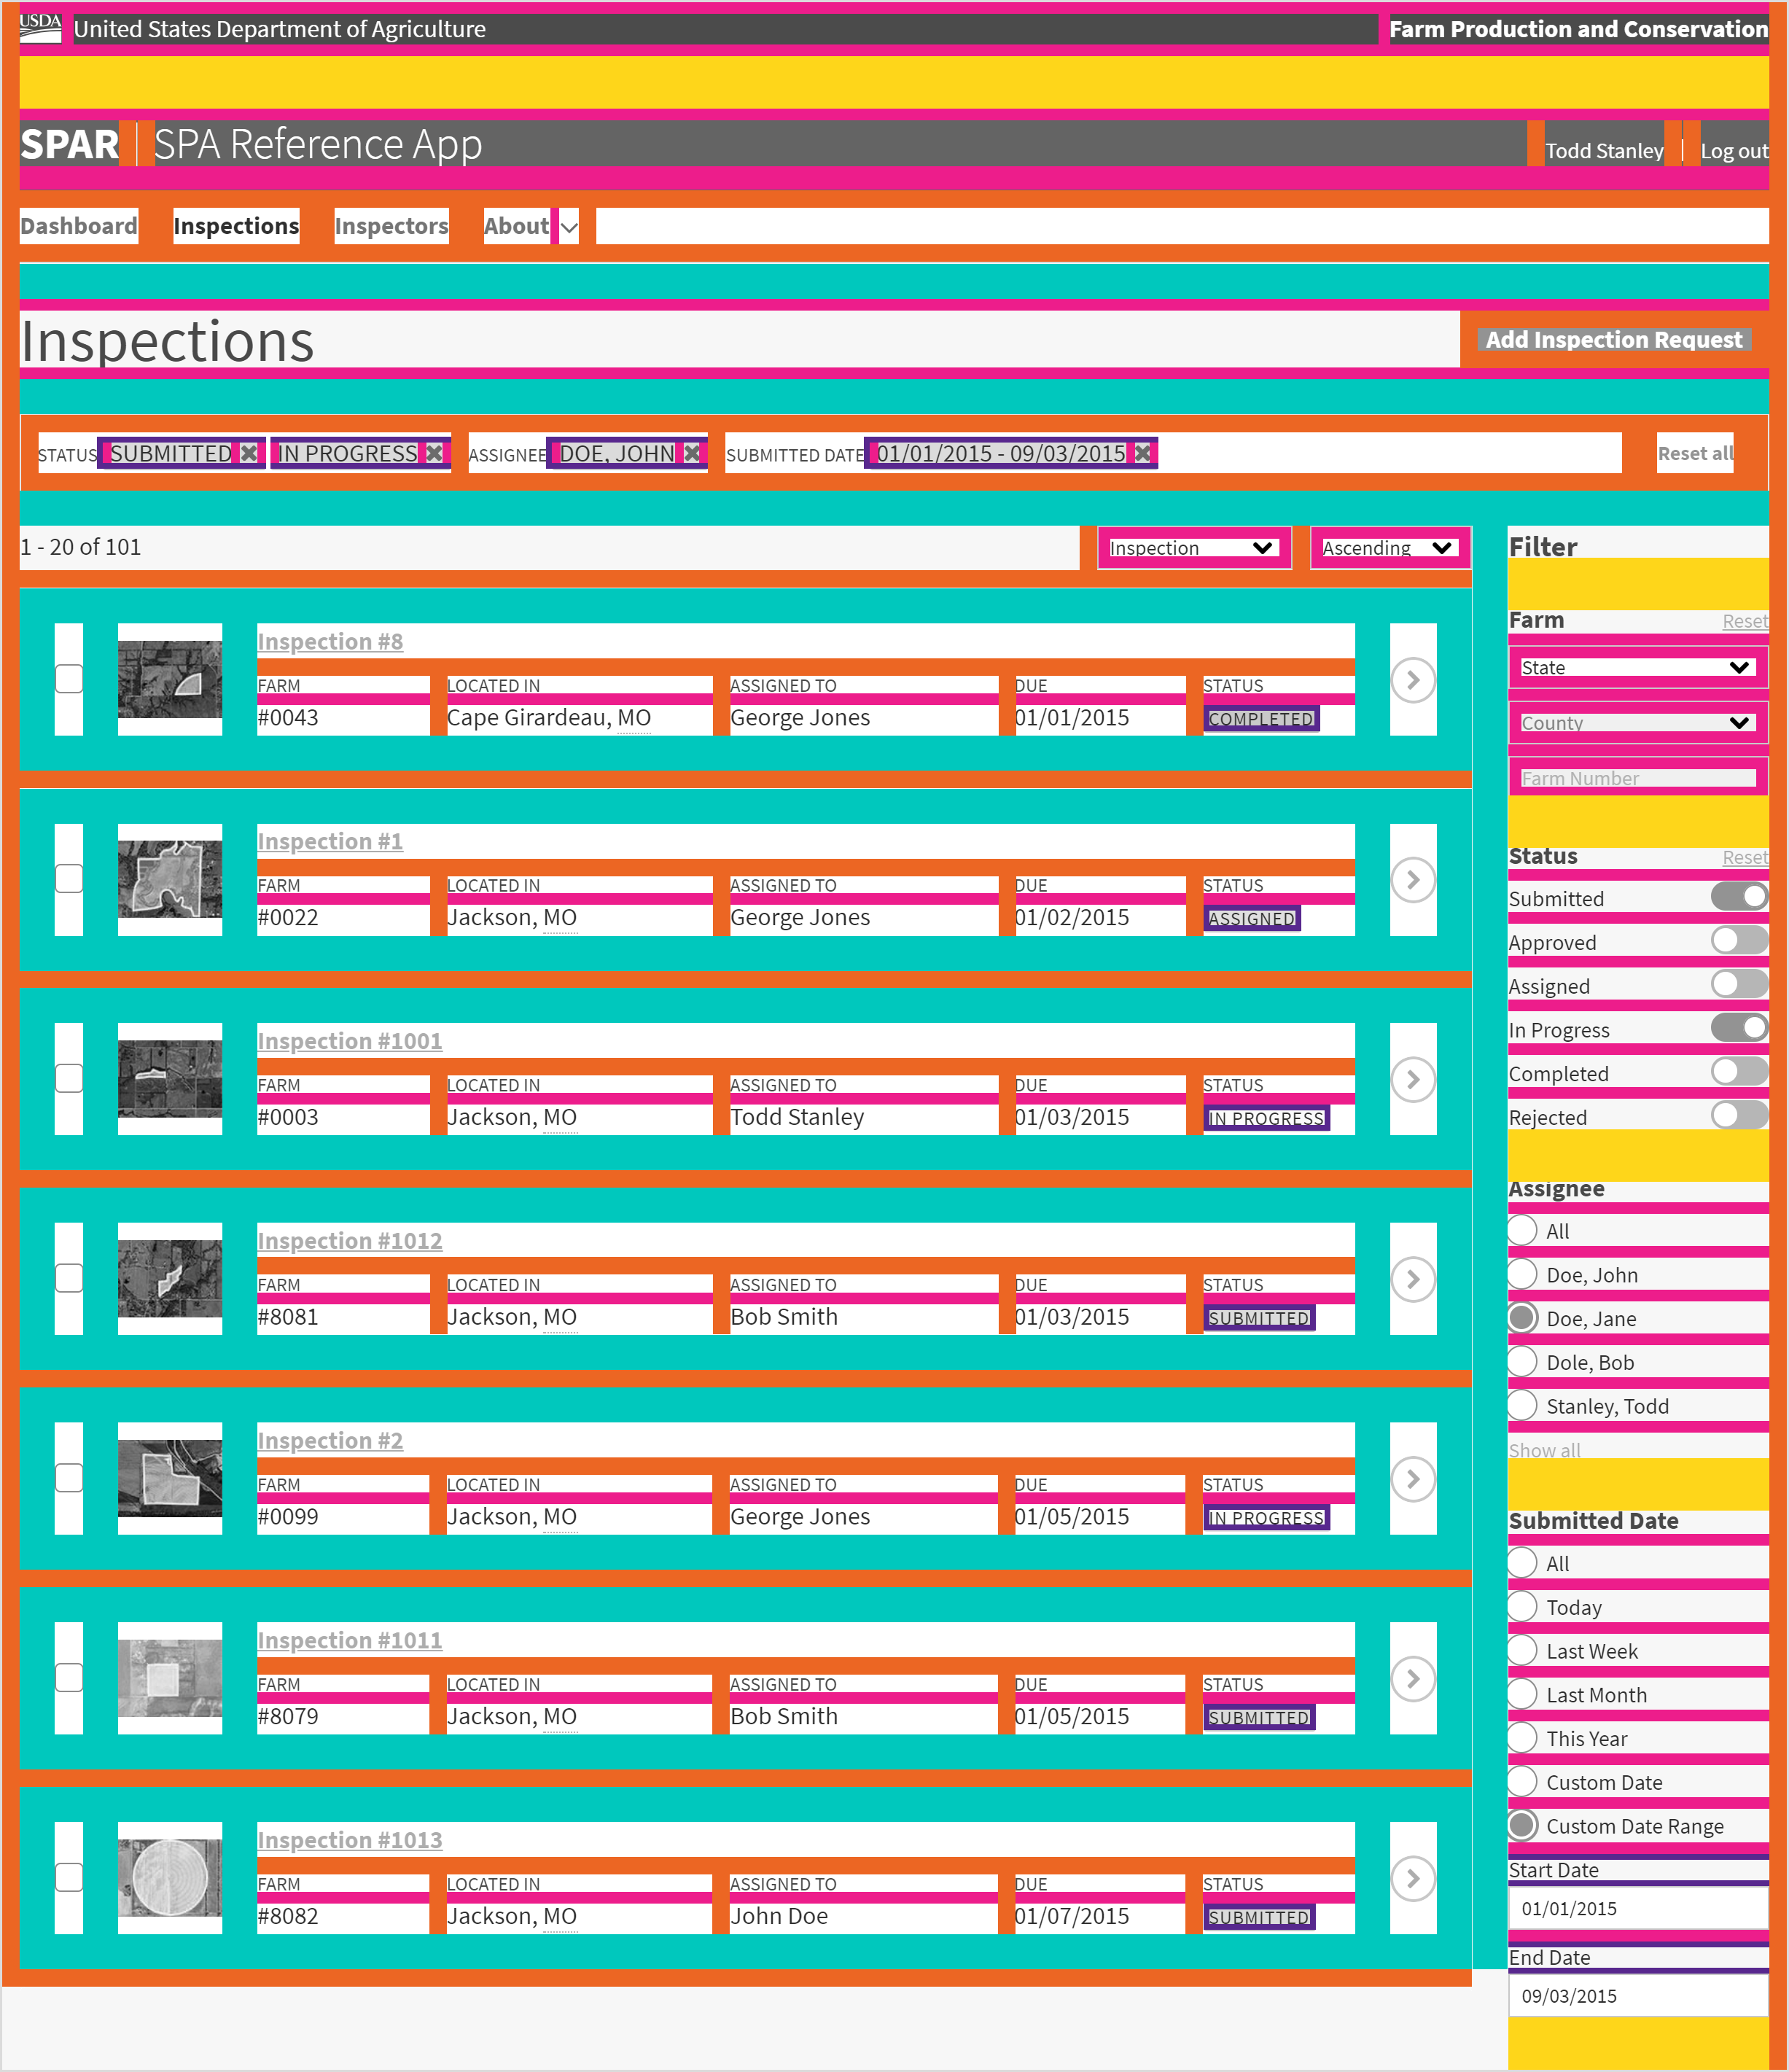 USDA United States Department of Agriculture Farm Production and Conservation
SPAR SPA Reference App Todd Stanley Log out
Dashboard Inspections Inspectors About
Inspections Add Inspection Request
STATUS SUBMITTED IN PROGRESS ASSIGNEE DOE, JOHN SUBMITTED DATE 01/01/2015 - 09/03/2015 Reset all
1 - 20 of 101 Inspection Ascending
Inspection #8
FARM LOCATED IN ASSIGNED TO DUE STATUS
#0043 Cape Girardeau, MO George Jones 01/01/2015 COMPLETED
Inspection #1
FARM LOCATED IN ASSIGNED TO DUE STATUS
#0022 Jackson, MO George Jones 01/02/2015 ASSIGNED
Inspection #1001
FARM LOCATED IN ASSIGNED TO DUE STATUS
#0003 Jackson, MO Todd Stanley 01/03/2015 IN PROGRESS
Inspection #1012
FARM LOCATED IN ASSIGNED TO DUE STATUS
#8081 Jackson, MO Bob Smith 01/03/2015 SUBMITTED
Inspection #2
FARM LOCATED IN ASSIGNED TO DUE STATUS
#0099 Jackson, MO George Jones 01/05/2015 IN PROGRESS
Inspection #1011
FARM LOCATED IN ASSIGNED TO DUE STATUS
#8079 Jackson, MO Bob Smith 01/05/2015 SUBMITTED
Inspection #1013
FARM LOCATED IN ASSIGNED TO DUE STATUS
#8082 Jackson, MO John Doe 01/07/2015 SUBMITTED
Filter
Farm Reset
State
County
Farm Number
Status Reset
Submitted
Approved
Assigned
In Progress
Completed
Rejected
Assignee
All
Doe, John
Doe, Jane
Dole, Bob
Stanley, Todd
Show all
Submitted Date
All
Today
Last Week
Last Month
This Year
Custom Date
Custom Date Range
Start Date
01/01/2015
End Date
09/03/2015